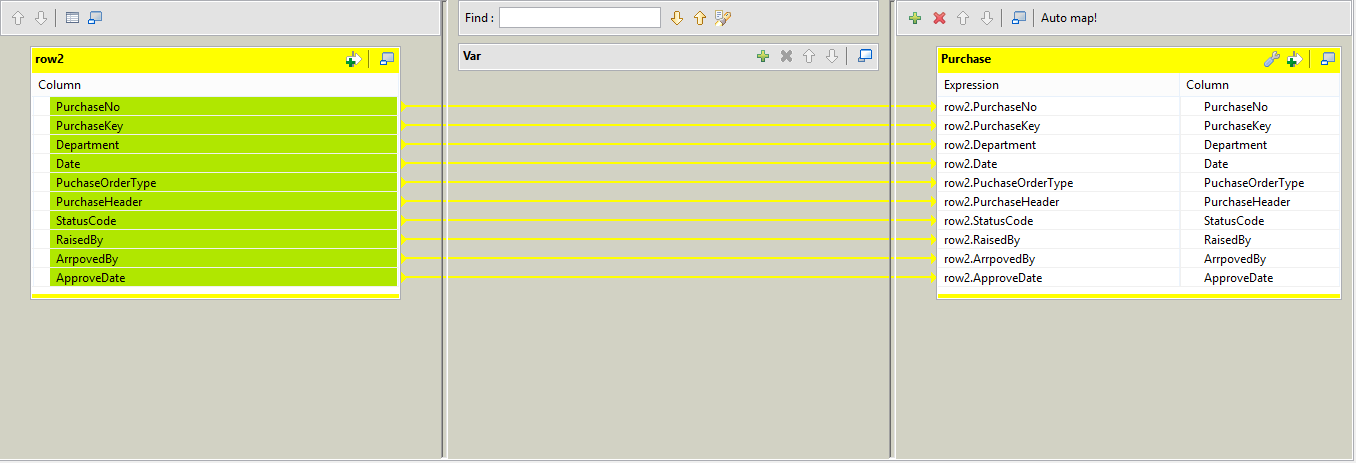 Find :
Auto map!
row2
Var
Purchase
Column
Expression Column
PurchaseNo
row2.PurchaseNo PurchaseNo
PurchaseKey
row2.PurchaseKey PurchaseKey
Department
row2.Department Department
Date
row2.Date Date
PuchaseOrderType
row2.PuchaseOrderType PuchaseOrderType
PurchaseHeader
row2.PurchaseHeader PurchaseHeader
StatusCode
row2.StatusCode StatusCode
RaisedBy
row2.RaisedBy RaisedBy
ArrpovedBy
row2.ArrpovedBy ArrpovedBy
ApproveDate
row2.ApproveDate ApproveDate